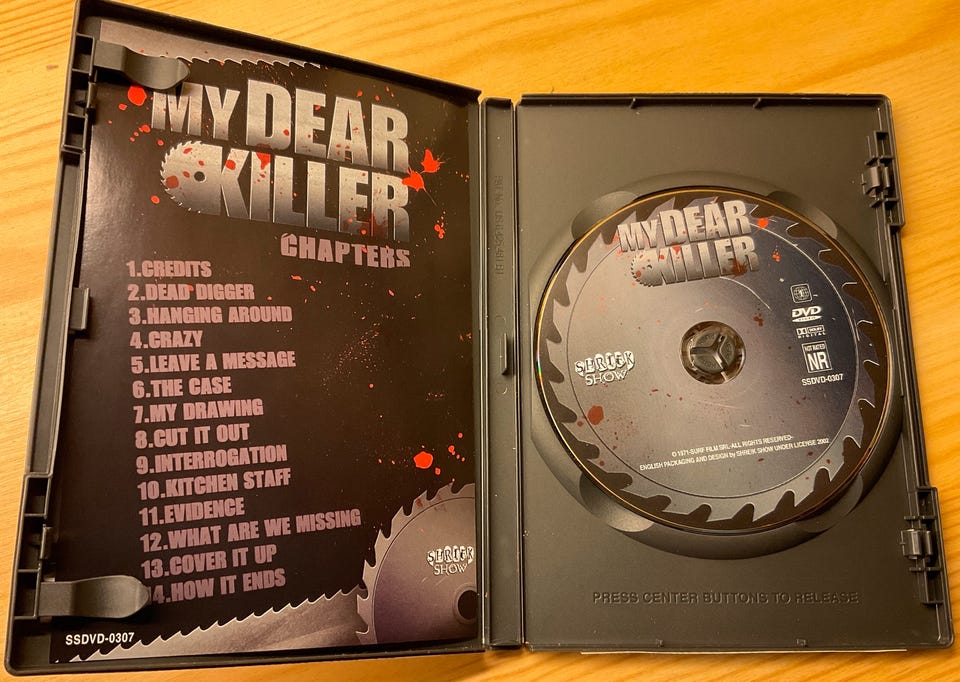 MY DEAR
KILLER
CHAPTERS
1.CREDITS
2.DEAD DIGGER
3.HANGING AROUND
4.CRAZY
5.LEAVE A MESSAGE
6.THE CASE
7.MY DRAWING
8.CUT IT OUT
9.INTERROGATION
10.KITCHEN STAFF
11.EVIDENCE
12.WHAT ARE WE MISSING
13.COVER IT UP
14.HOW IT ENDS
SHRIEK
SHOW
SSDVD-0307
MY DEAR
KILLER
DVD
VIDEO
DOLBY
DIGITAL
NOT RATED
NR
SSDVD-0307
SHRIEK
SHOW
© 1971-SURF FILM SRL-ALL RIGHTS RESERVED-
ENGLISH PACKAGING AND DESIGN by SHREIK SHOW UNDER LICENSE 2002
PRESS CENTER BUTTONS TO RELEASE